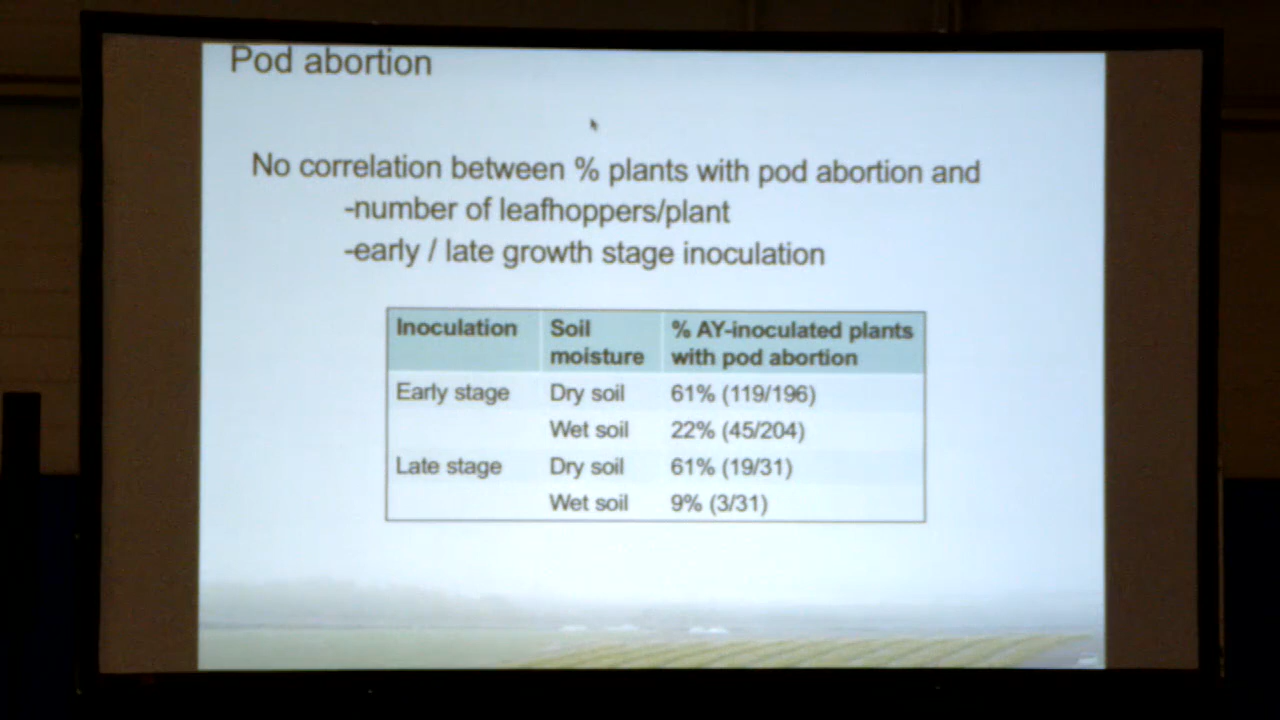 Pod abortion
No correlation between % plants with pod abortion and
-number of leafhoppers/plant
-early / late growth stage inoculation
Inoculation Soil moisture % AY-inoculated plants with pod abortion
Early stage Dry soil 61% (119/196)
Wet soil 22% (45/204)
Late stage Dry soil 61% (19/31)
Wet soil 9% (3/31)